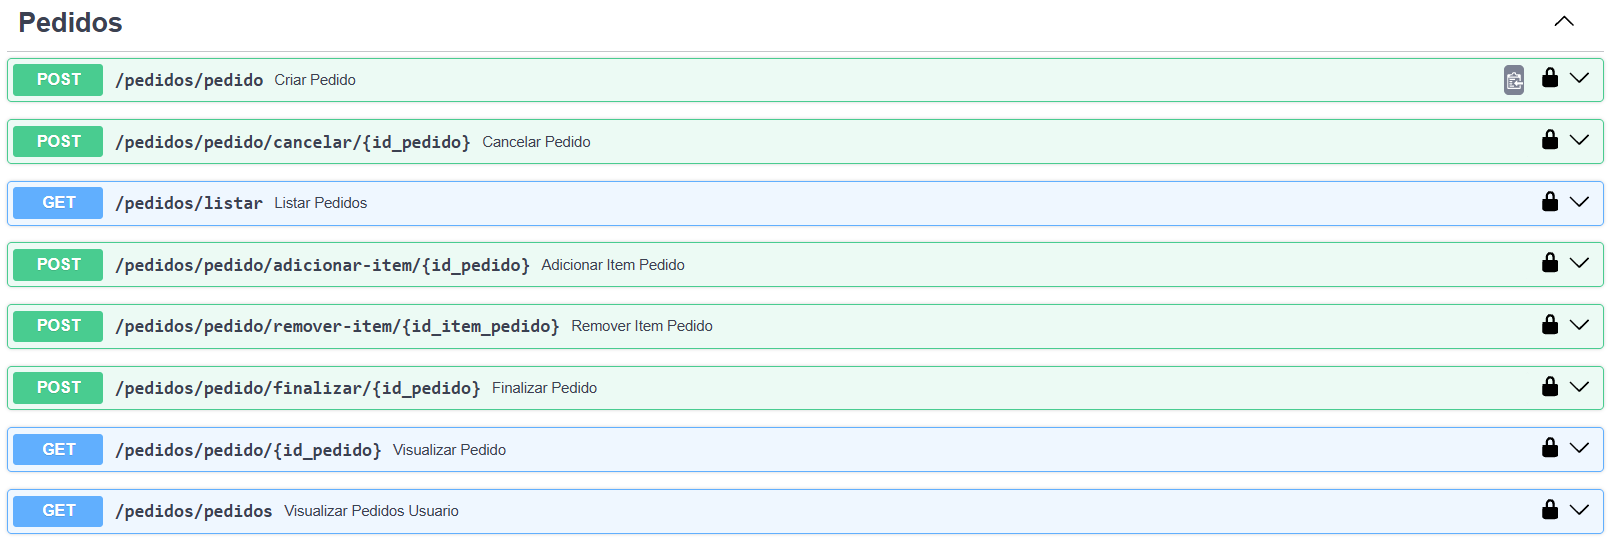 Pedidos
POST /pedidos/pedido Criar Pedido
POST /pedidos/pedido/cancelar/{id_pedido} Cancelar Pedido
GET /pedidos/listar Listar Pedidos
POST /pedidos/pedido/adicionar-item/{id_pedido} Adicionar Item Pedido
POST /pedidos/pedido/remover-item/{id_item_pedido} Remover Item Pedido
POST /pedidos/pedido/finalizar/{id_pedido} Finalizar Pedido
GET /pedidos/pedido/{id_pedido} Visualizar Pedido
GET /pedidos/pedidos Visualizar Pedidos Usuario